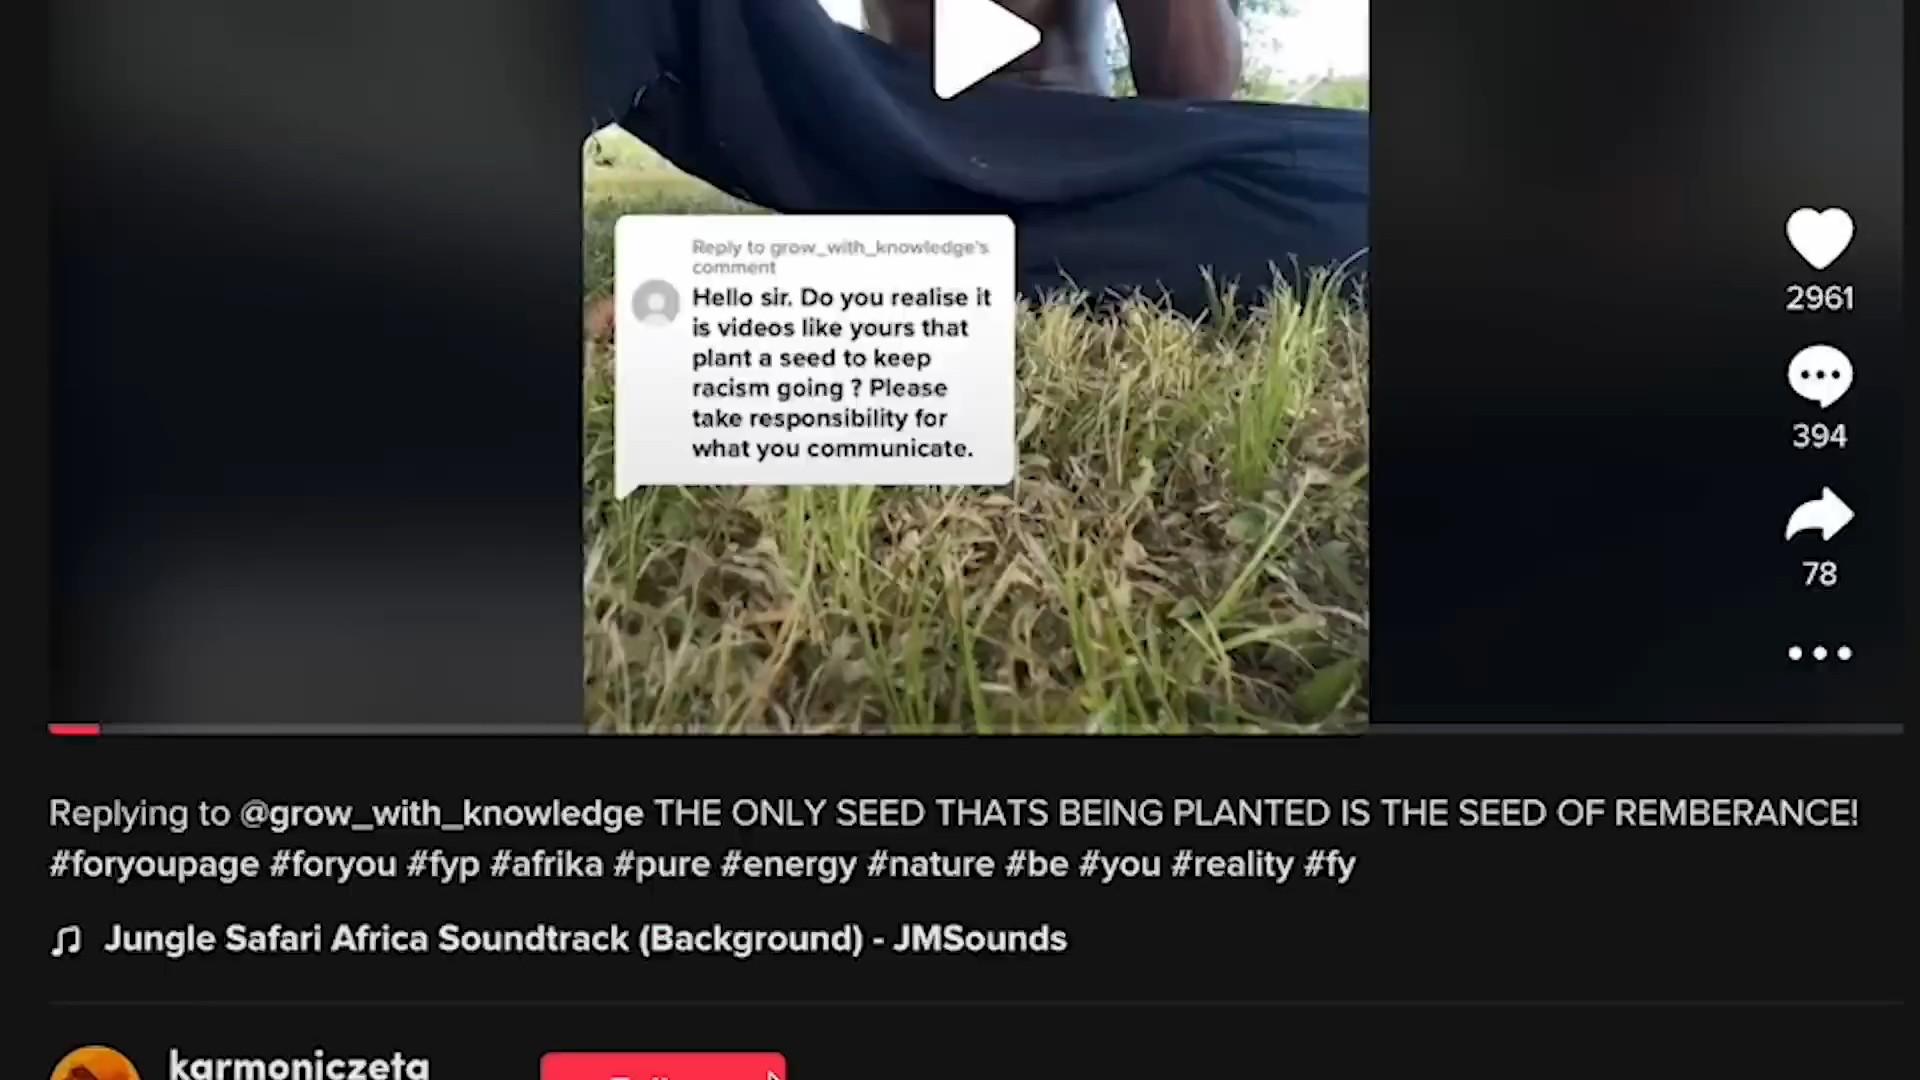 Reply to grow_with_knowledge's
comment
Hello sir. Do you realise it
is videos like yours that
plant a seed to keep
racism going ? Please
take responsibility for
what you communicate.
2961
394
78
Replying to @grow_with_knowledge THE ONLY SEED THATS BEING PLANTED IS THE SEED OF REMBERANCE!
#foryoupage #foryou #fyp #afrika #pure #energy #nature #be #you #reality #fy
Jungle Safari Africa Soundtrack (Background) - JMSounds
karmoniczeta